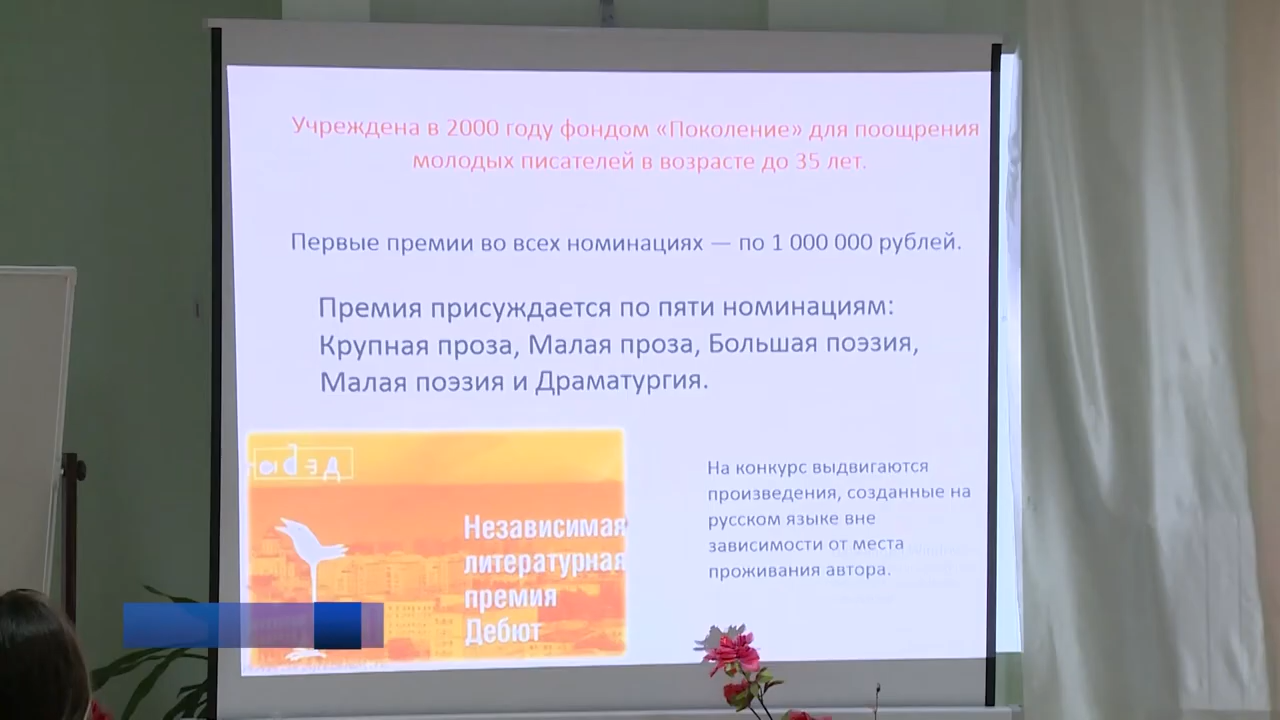 Учреждена в 2000 году фондом «Поколение» для поощрения
молодых писателей в возрасте до 35 лет.
Первые премии во всех номинациях — по 1 000 000 рублей.
Премия присуждается по пяти номинациям:
Крупная проза, Малая проза, Большая поэзия,
Малая поэзия и Драматургия.
Независимая
литературная
премия
Дебют
На конкурс выдвигаются
произведения, созданные на
русском языке вне
зависимости от места
проживания автора.